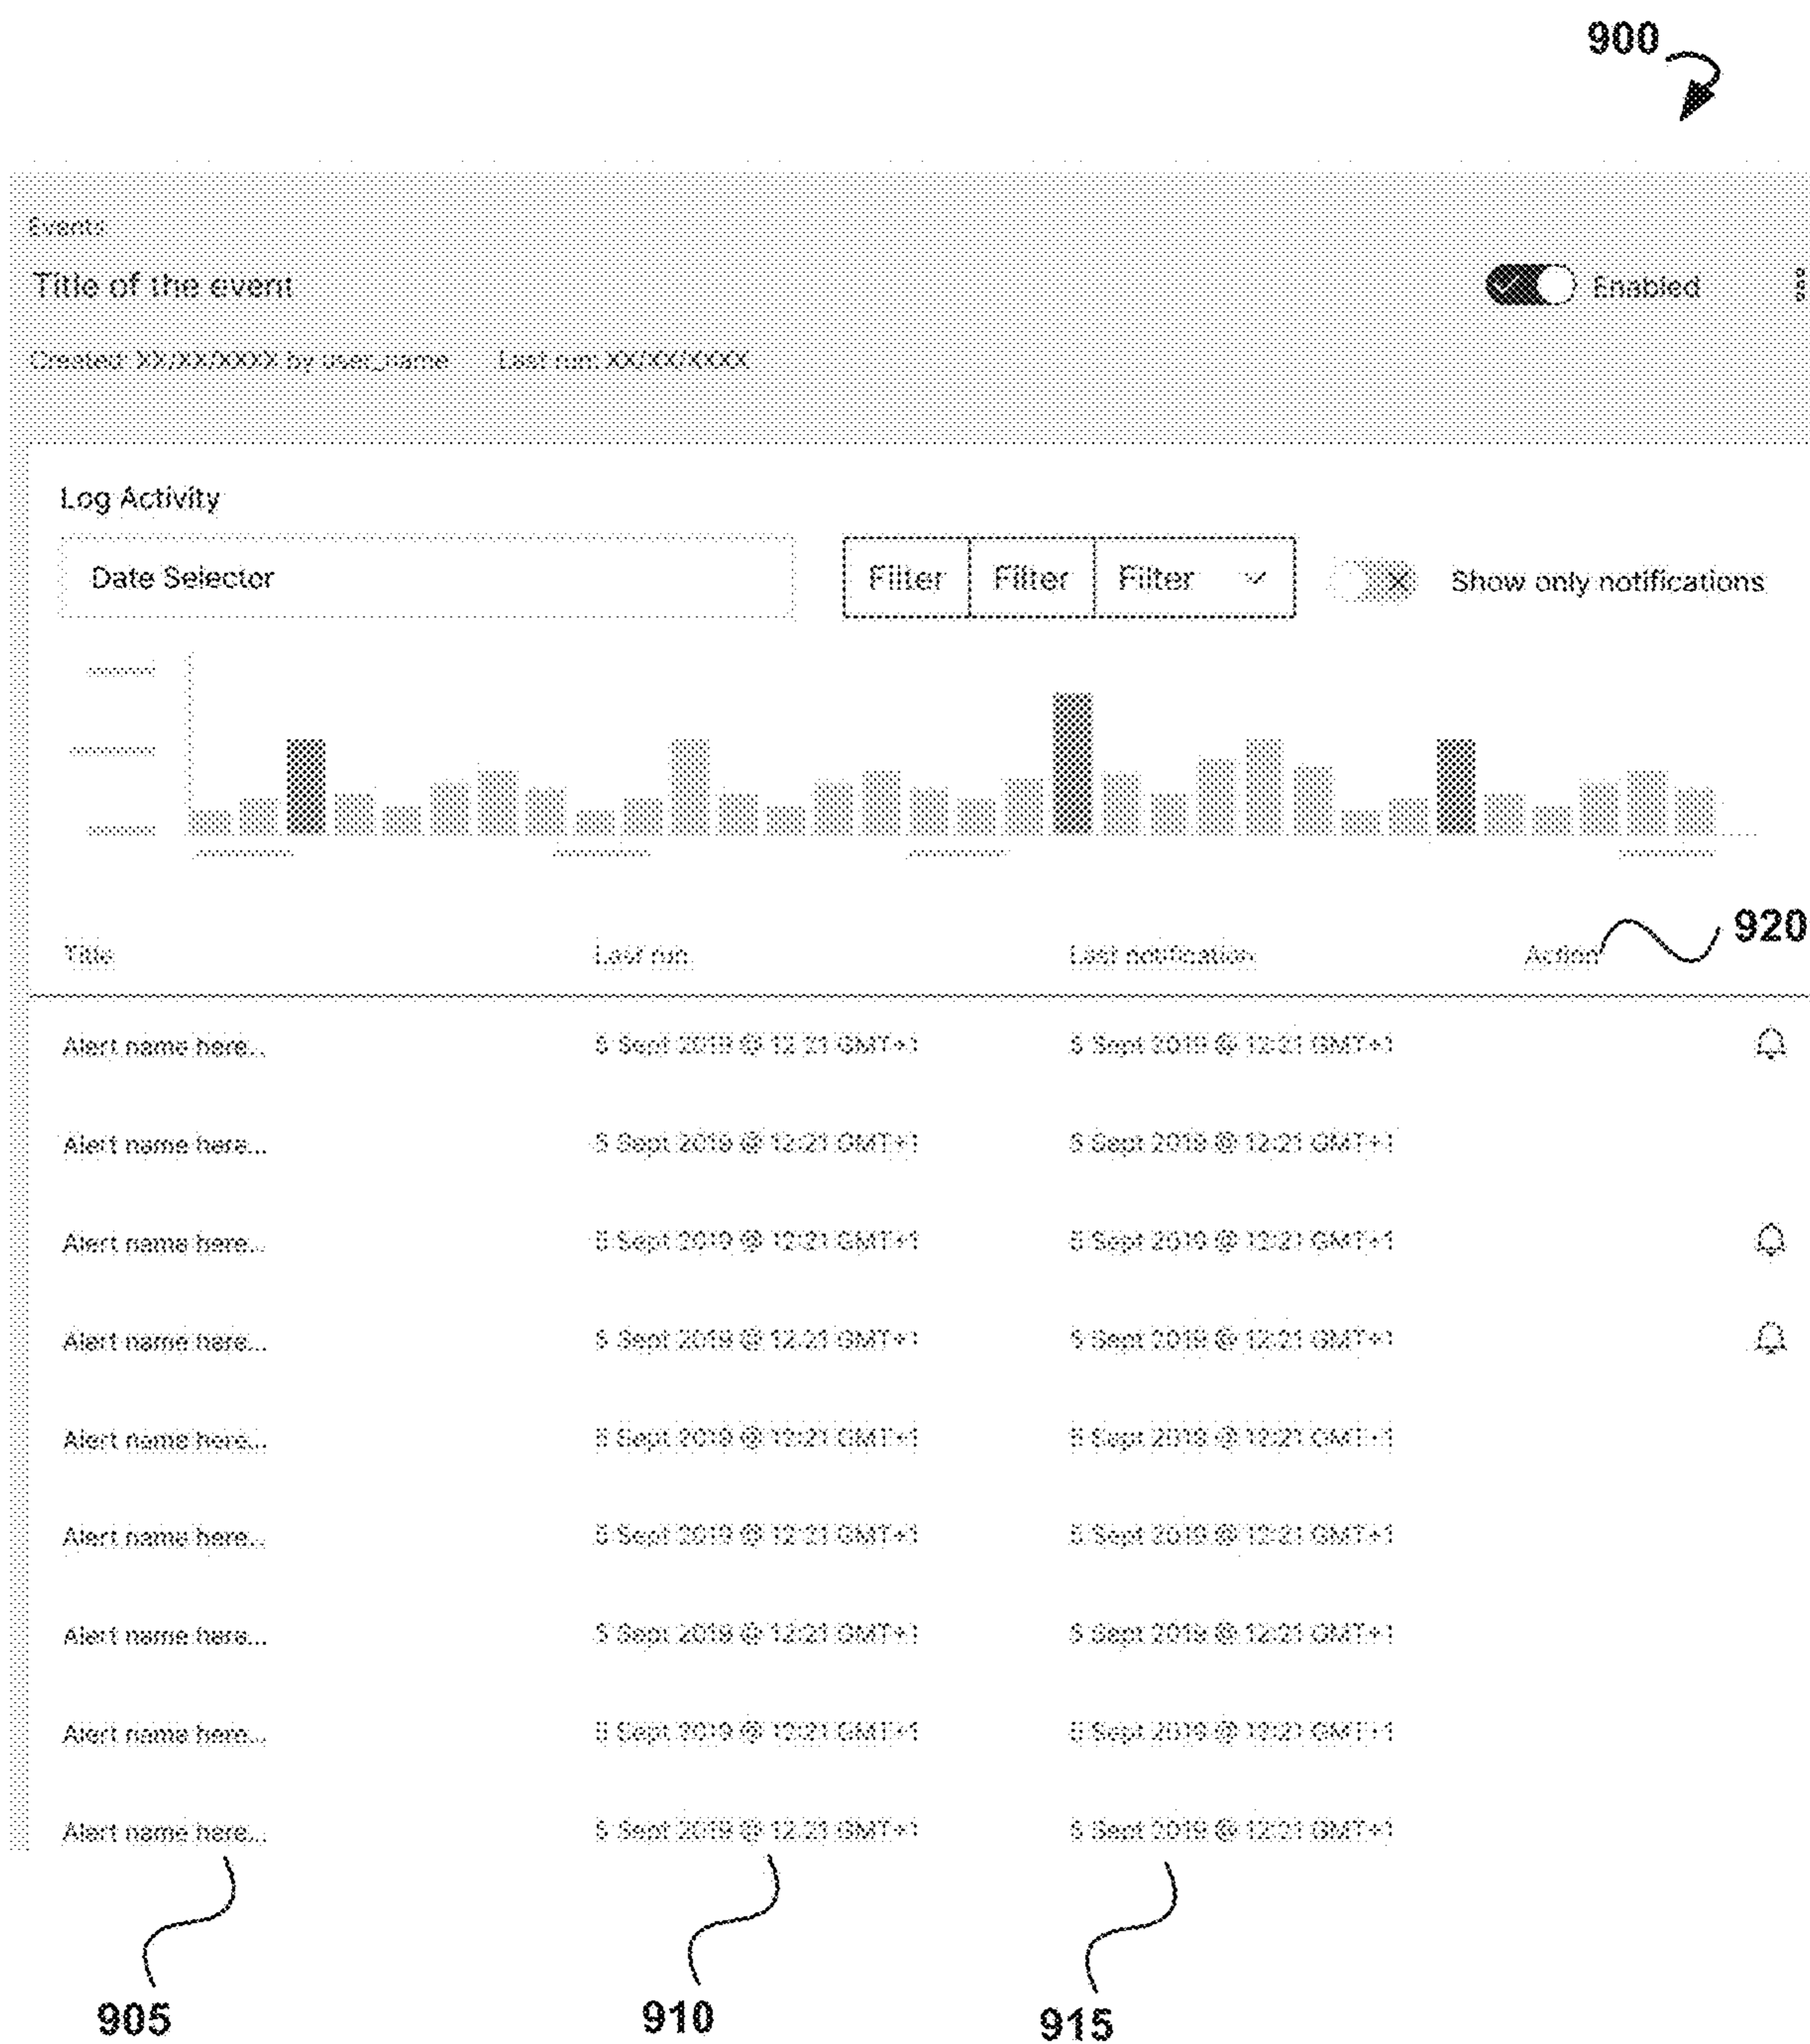 900
Events
Title of the event Enabled
Created: XX/XX/XXXX by user_name Last run: XX/XX/XXXX
Log Activity
Date Selector Filter Filter Filter Show only notifications
920
Title Last run Last notification Action
Alert name here... 5 Sept 2019 @ 12:21 GMT+1 5 Sept 2019 @ 12:21 GMT+1
Alert name here... 5 Sept 2019 @ 12:21 GMT+1 5 Sept 2019 @ 12:21 GMT+1
Alert name here... 5 Sept 2019 @ 12:21 GMT+1 5 Sept 2019 @ 12:21 GMT+1
Alert name here... 5 Sept 2019 @ 12:21 GMT+1 5 Sept 2019 @ 12:21 GMT+1
Alert name here... 5 Sept 2019 @ 12:21 GMT+1 5 Sept 2019 @ 12:21 GMT+1
Alert name here... 5 Sept 2019 @ 12:21 GMT+1 5 Sept 2019 @ 12:21 GMT+1
Alert name here... 5 Sept 2019 @ 12:21 GMT+1 5 Sept 2019 @ 12:21 GMT+1
Alert name here... 5 Sept 2019 @ 12:21 GMT+1 5 Sept 2019 @ 12:21 GMT+1
Alert name here... 5 Sept 2019 @ 12:21 GMT+1 5 Sept 2019 @ 12:21 GMT+1
905 910 915